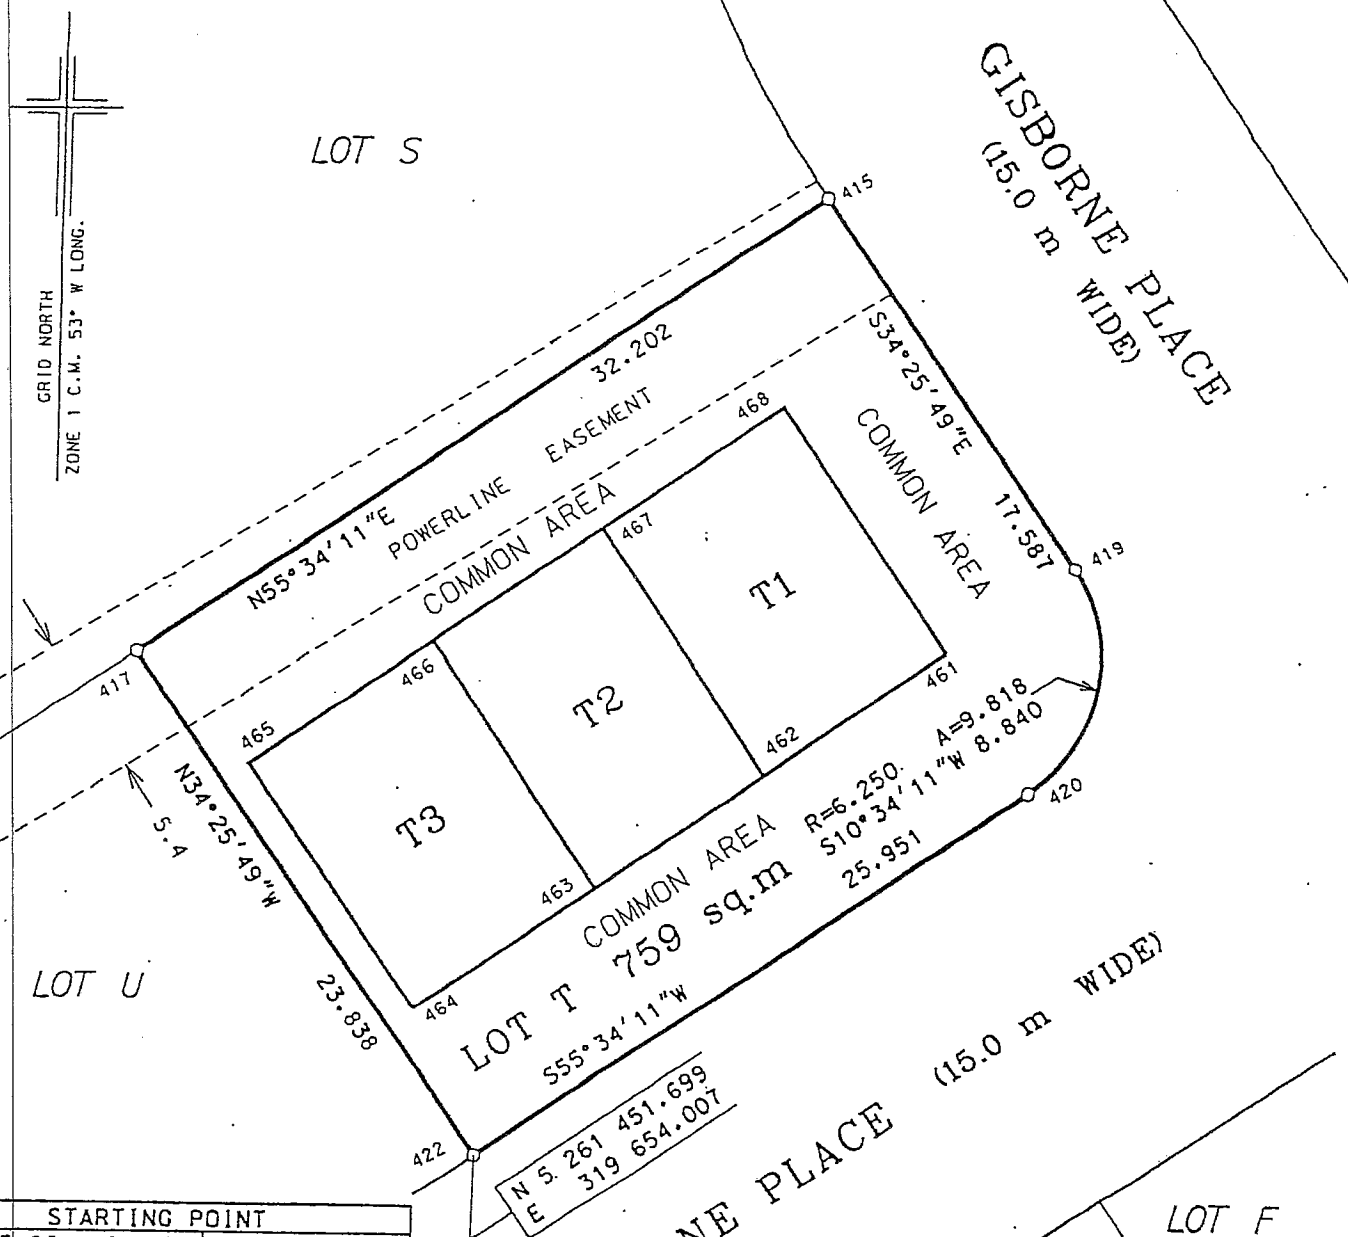 GISBORNE PLACE
(15.0 m WIDE)
LOT S
415
GRID NORTH
ZONE 1 C.M. 53° W LONG.
32.202
N55°34'11"E
POWERLINE EASEMENT
S34°25'49"E
17.587
COMMON AREA
COMMON AREA
468
467
466
465
417
419
T1
T2
T3
461
462
463
464
5.4
N34°25'49"W
23.838
A=9.818
R=6.250
S10°34'11"W 8.840
420
COMMON AREA
25.951
LOT T 759 sq.m
S55°34'11"W
LOT U
422
N 5 261 451.699
E 319 654.007
NE PLACE (15.0 m WIDE)
STARTING POINT
LOT F